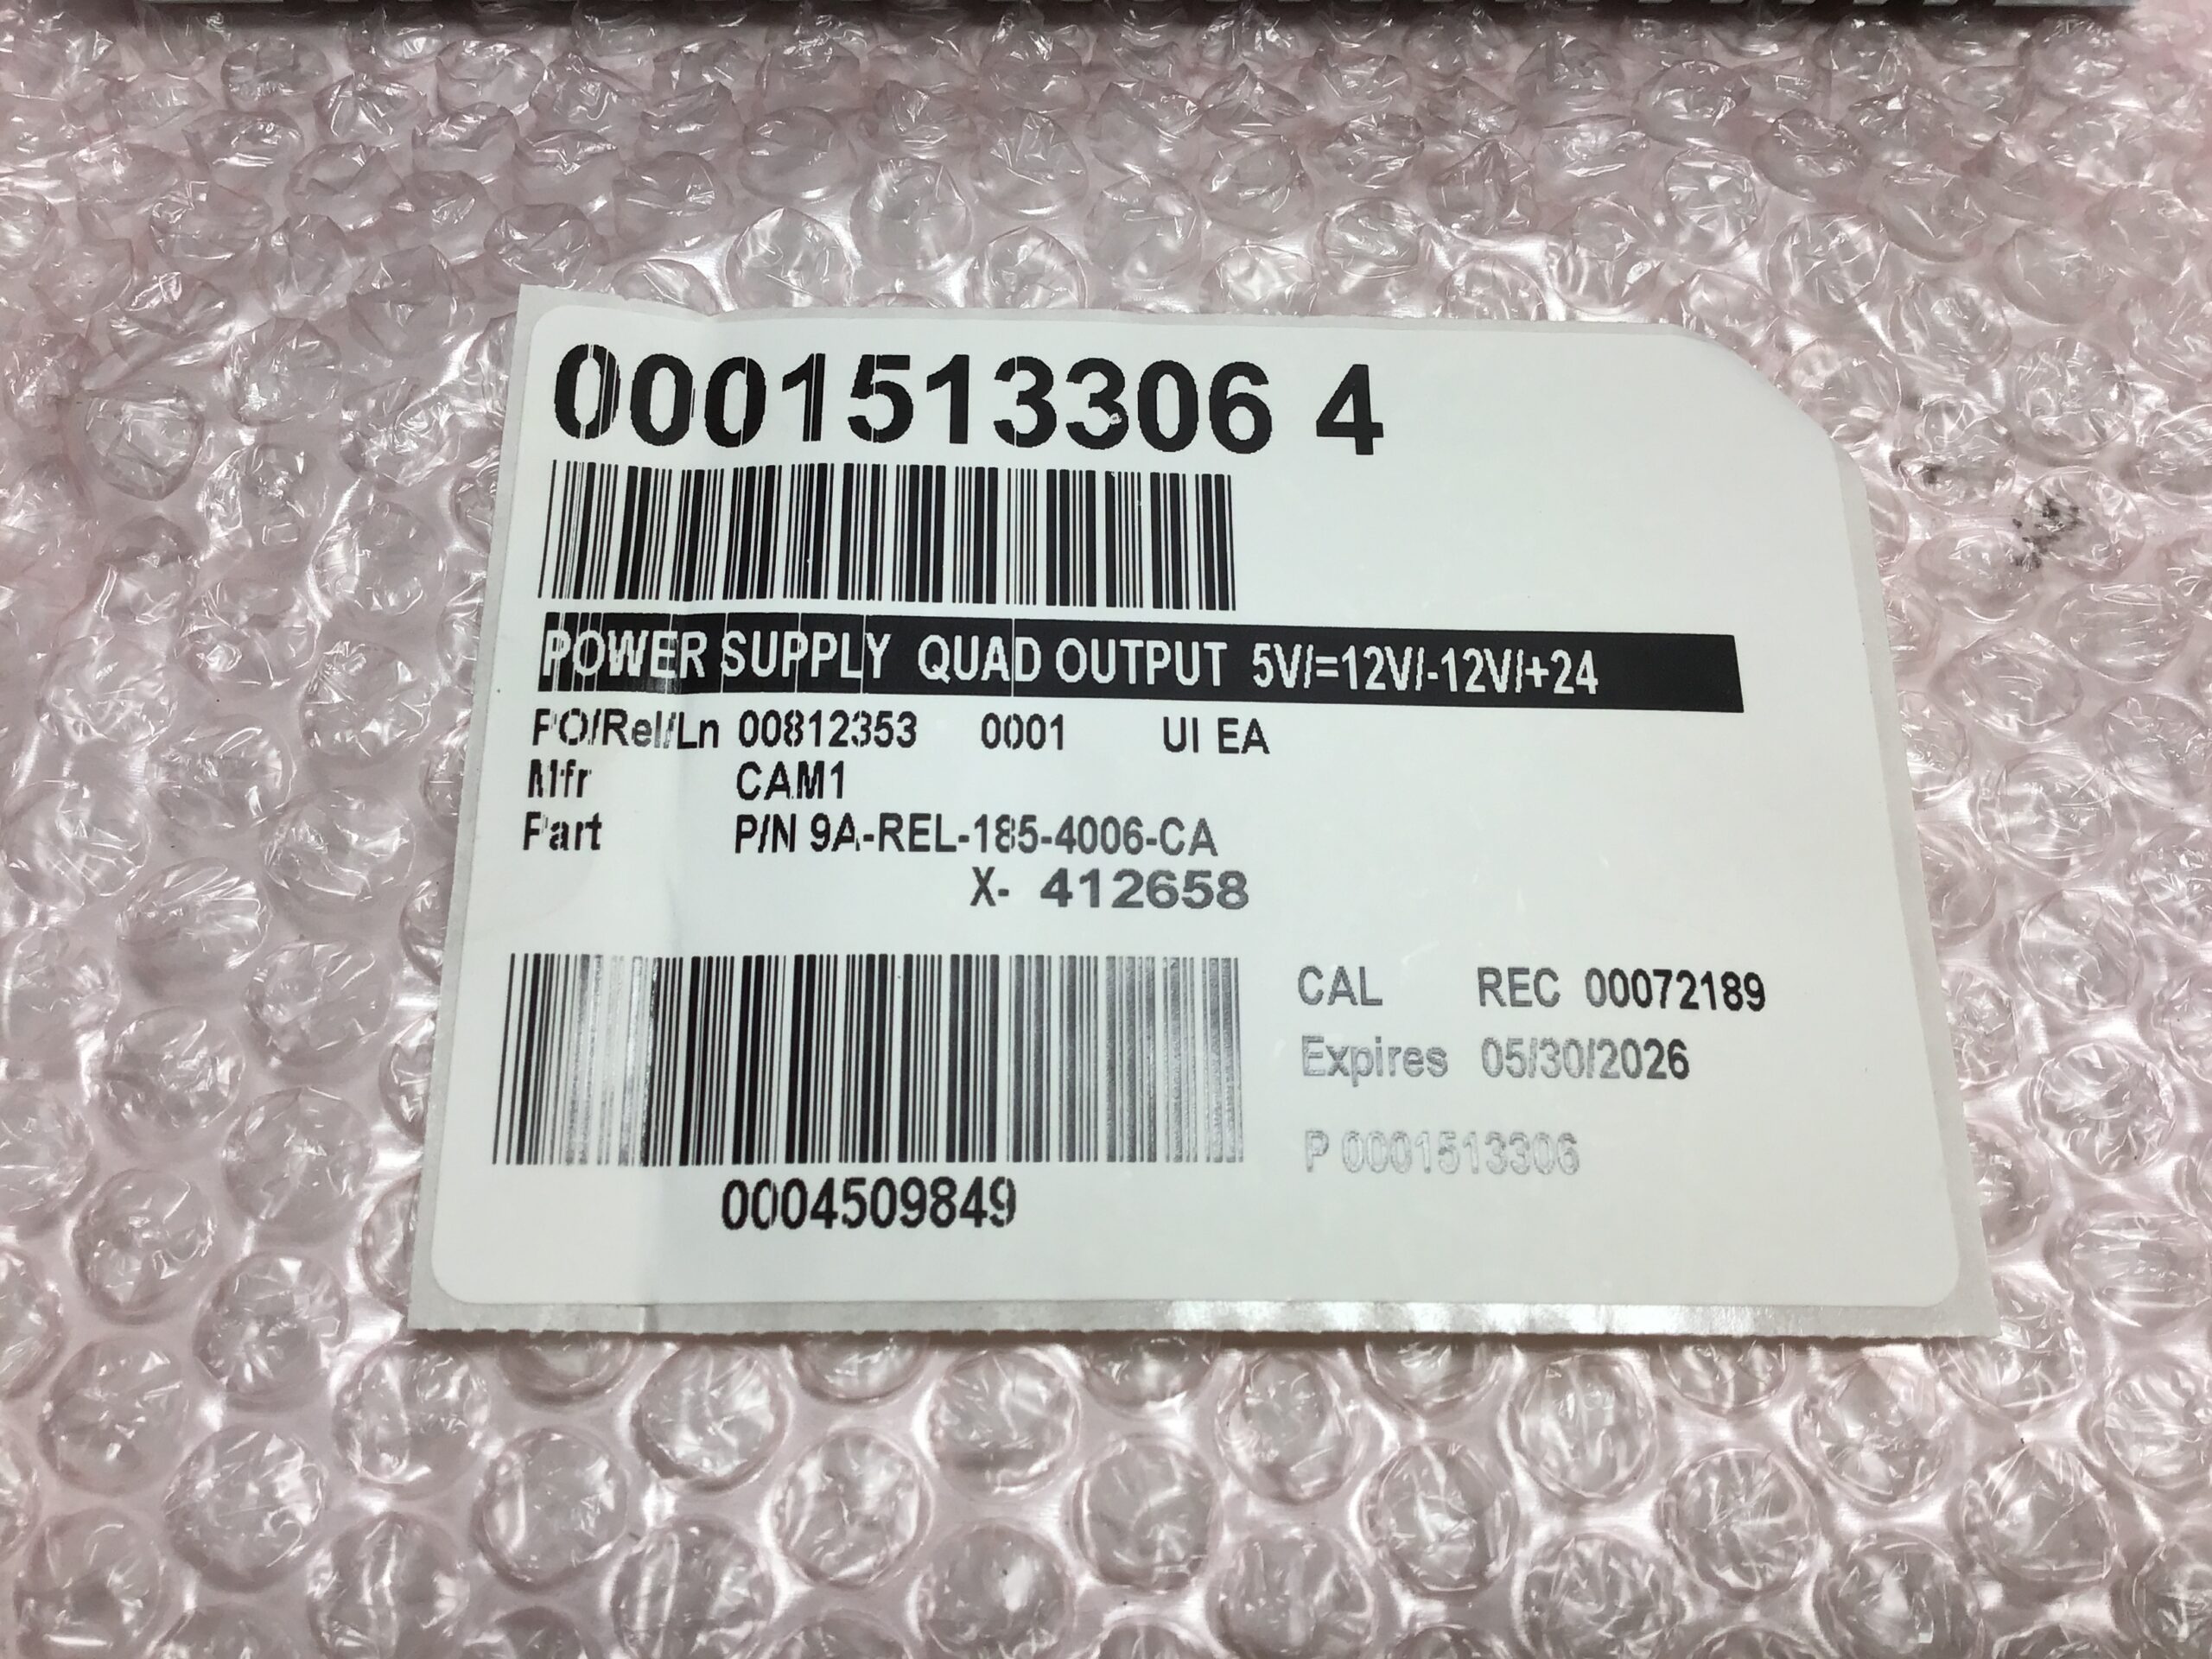 0001513306 4
POWER SUPPLY QUAD OUTPUT 5V/=12V/-12V/+24
PO/Rel/Ln 00812353 0001 UI EA
Mfr CAM1
Part P/N 9A-REL-185-4006-CA
X- 412658
CAL REC 00072189
Expires 05/30/2026
P 0001513306
0004509849